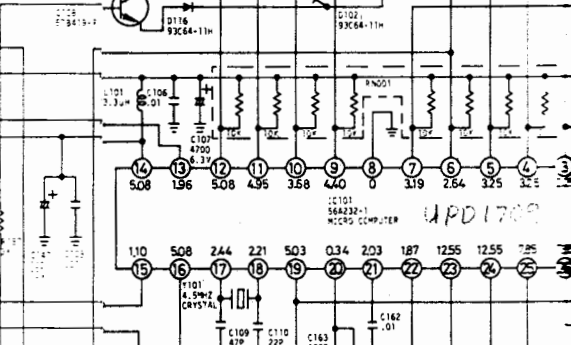 D116
93C64-11H
D102,
93C64-11H
L101
3.3uH
C106
.01
RN001
10K
10K
10K
10K
10K
10K
10K
C107
4700
6.3V
14 13 12 11 10 9 8 7 6 5 4 3
5.08 1.96 5.08 4.95 3.68 4.40 0 3.19 2.64 3.25
IC101
56A232-1
MICRO COMPUTER
UPD1709
1.10 5.08 2.44 2.21 5.03 0.34 2.03 1.87 12.55 12.55 7.85
15 16 17 18 19 20 21 22 23 24 25
Y101
4.5MHZ
CRYSTAL
C109
47P
C110
22P
C163
C162
.01